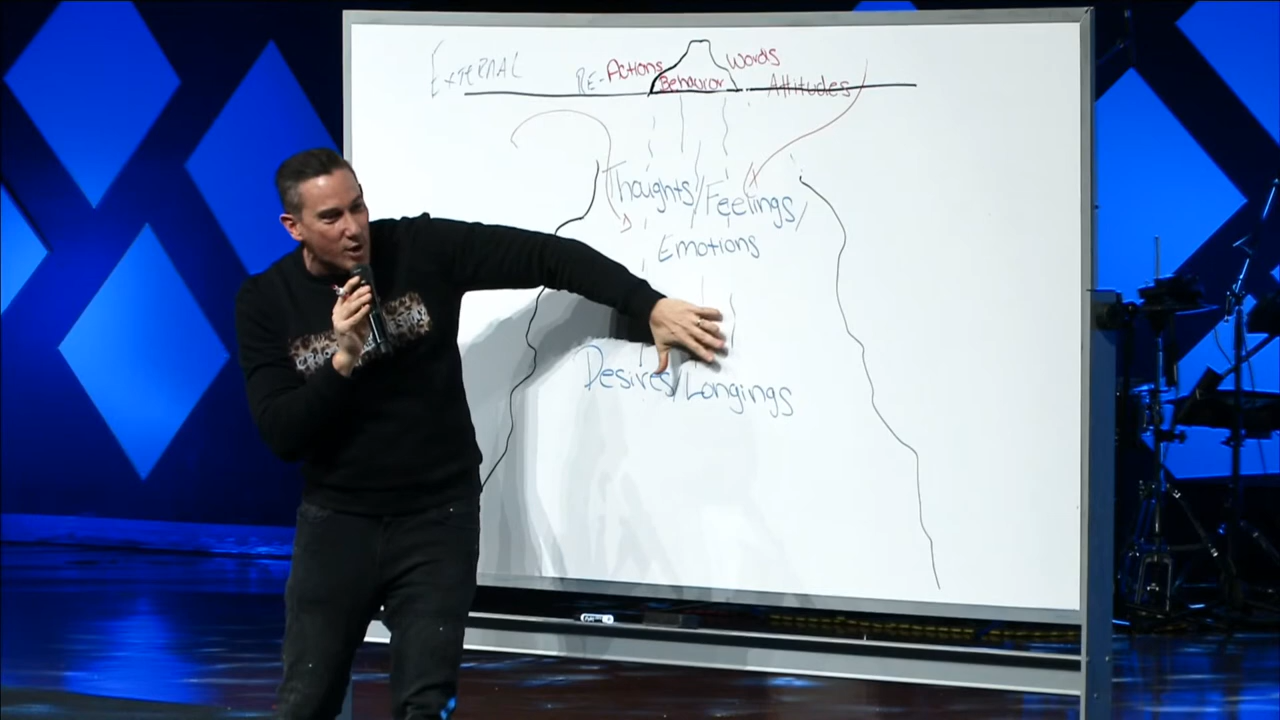 EXTERNAL RE-Actions Words
Behavior Attitudes
Thoughts/Feelings/
Emotions
Desires/Longings